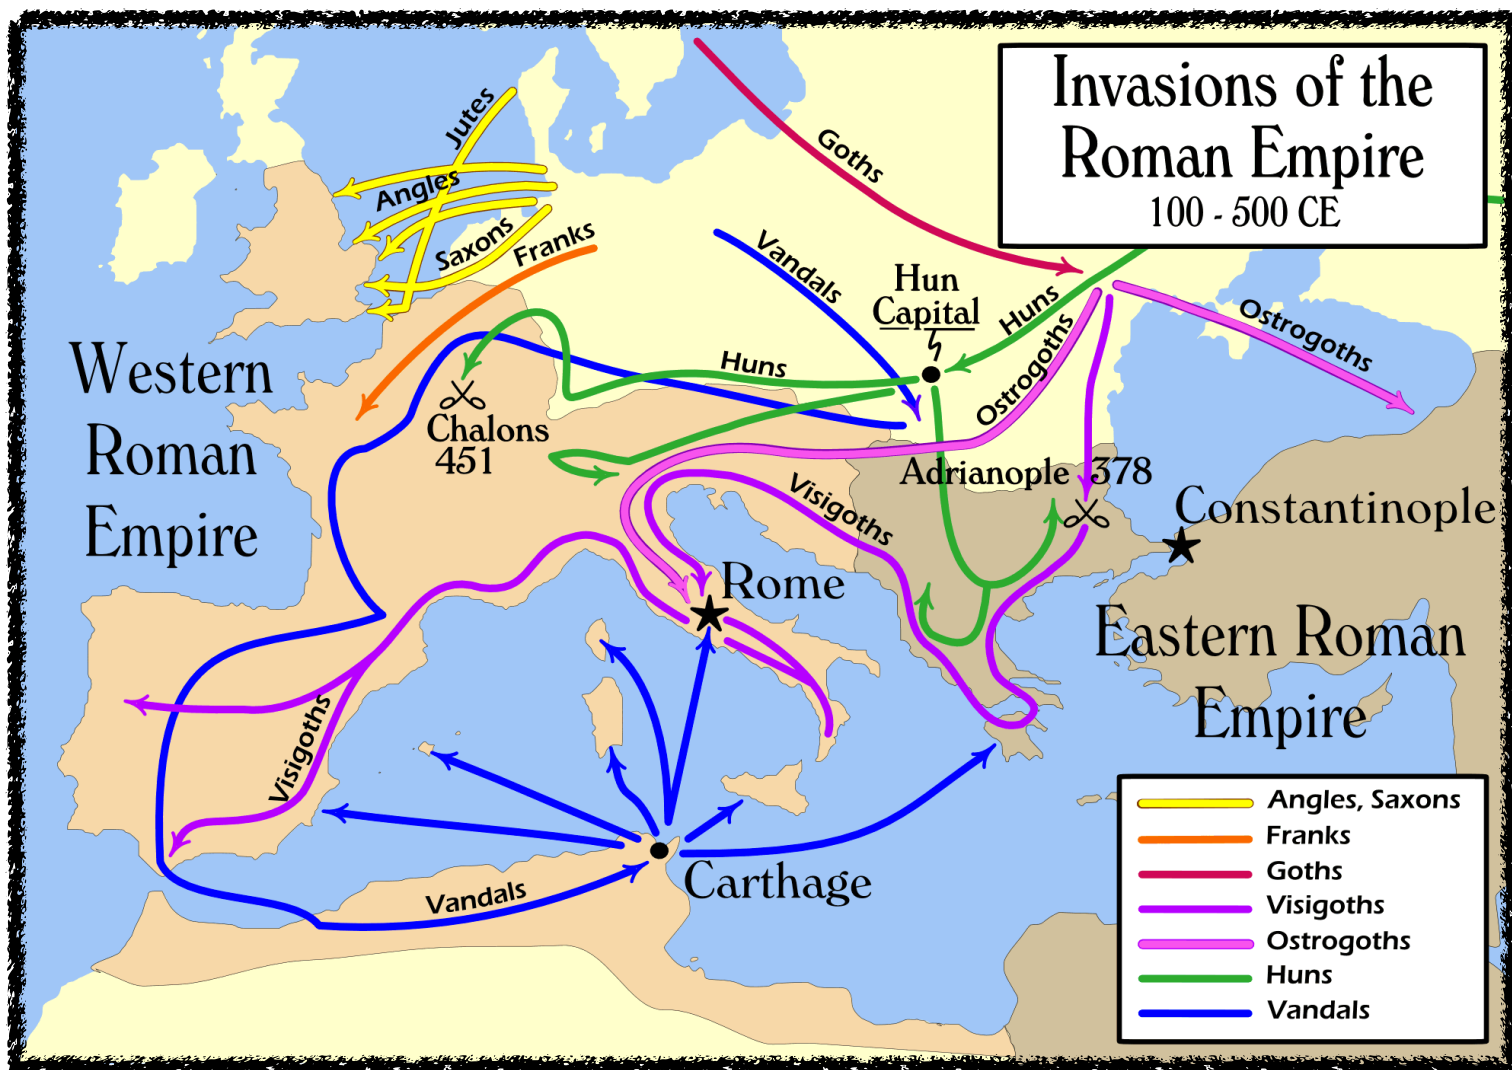 Invasions of the
Roman Empire
100 - 500 CE
Jutes
Angles
Saxons
Franks
Goths
Vandals
Hun
Capital
Huns
Ostrogoths
Ostrogoths
Huns
Western
Roman
Empire
Chalons
451
Adrianople 378
Visigoths
Constantinople
Rome
Eastern Roman
Empire
Visigoths
Carthage
Vandals
Angles, Saxons
Franks
Goths
Visigoths
Ostrogoths
Huns
Vandals